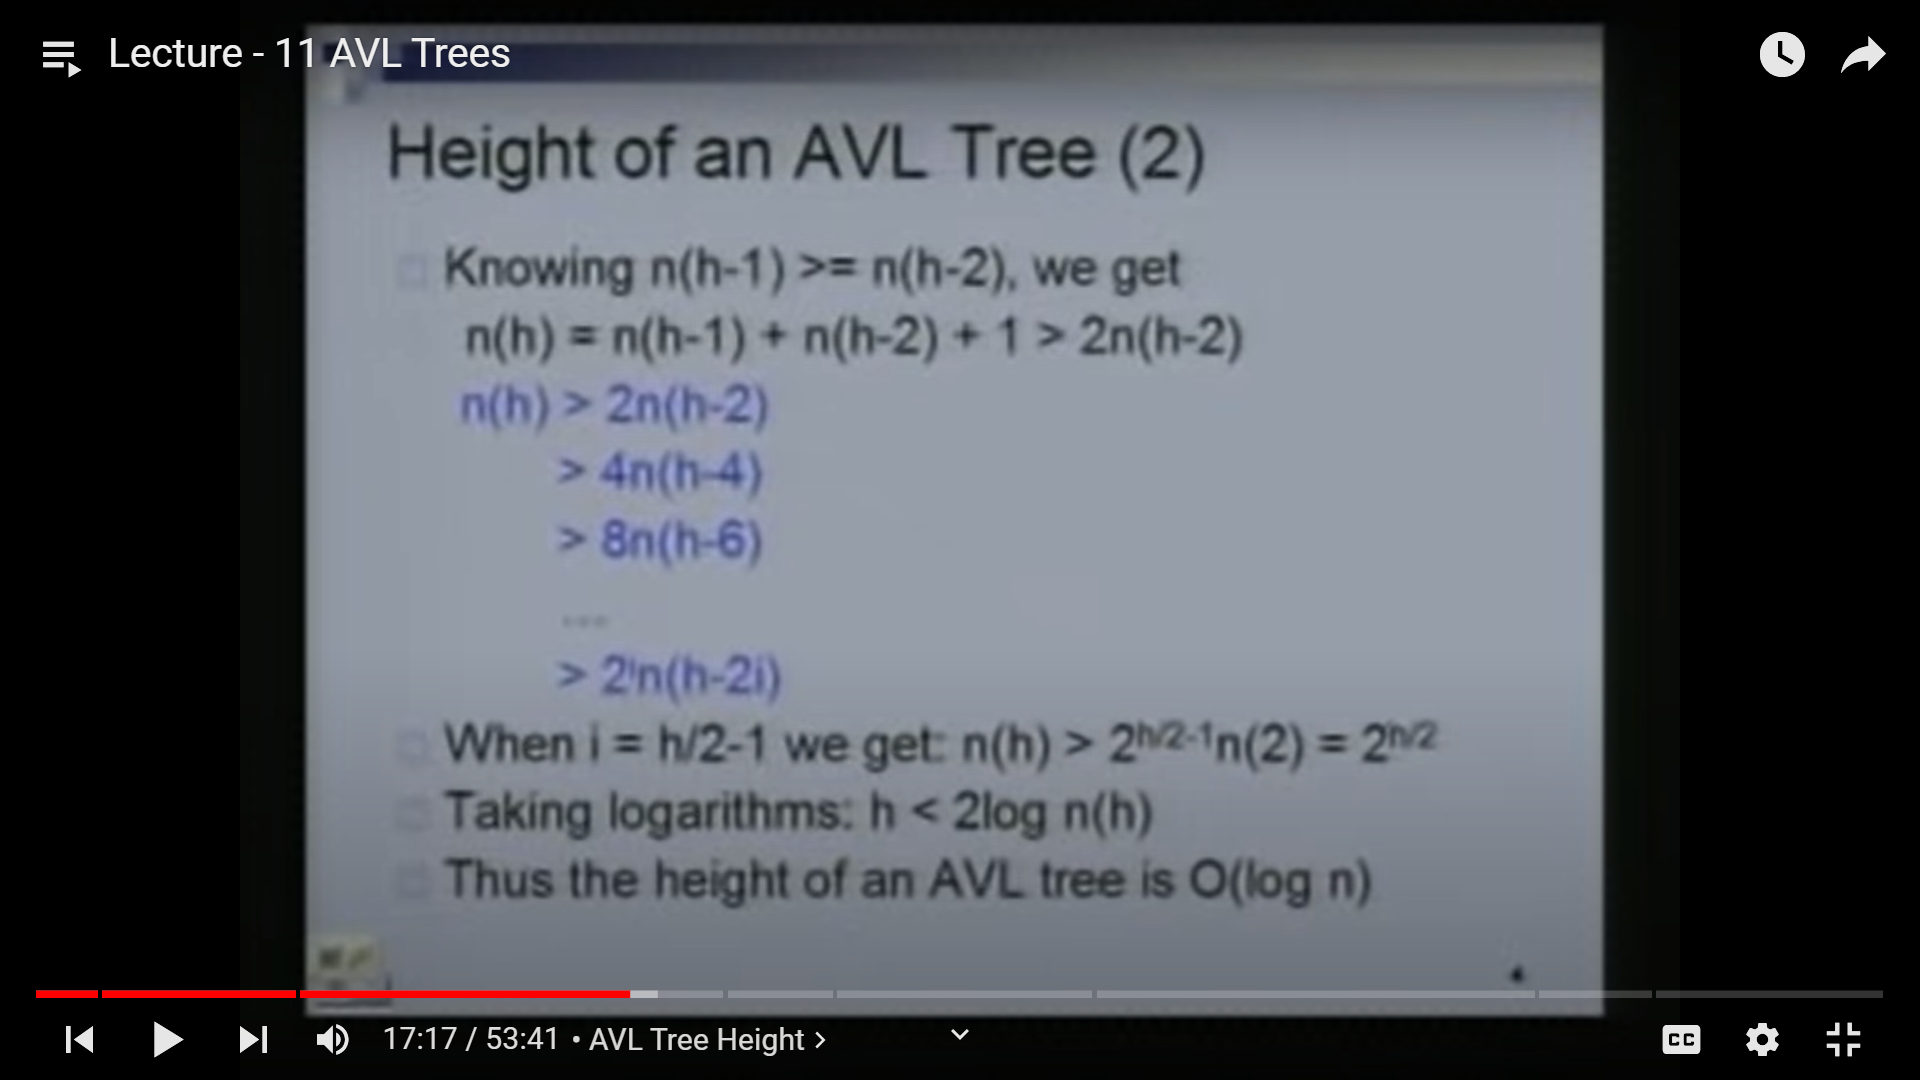 Lecture - 11 AVL Trees
Height of an AVL Tree (2)
Knowing n(h-1) >= n(h-2), we get
n(h) = n(h-1) + n(h-2) + 1 > 2n(h-2)
n(h) > 2n(h-2)
> 4n(h-4)
> 8n(h-6)
...
> 2ⁱn(h-2i)
When i = h/2-1 we get: n(h) > 2^(h/2-1)n(2) = 2^(h/2)
Taking logarithms: h < 2log n(h)
Thus the height of an AVL tree is O(log n)
4
17:17 / 53:41 • AVL Tree Height >
CC